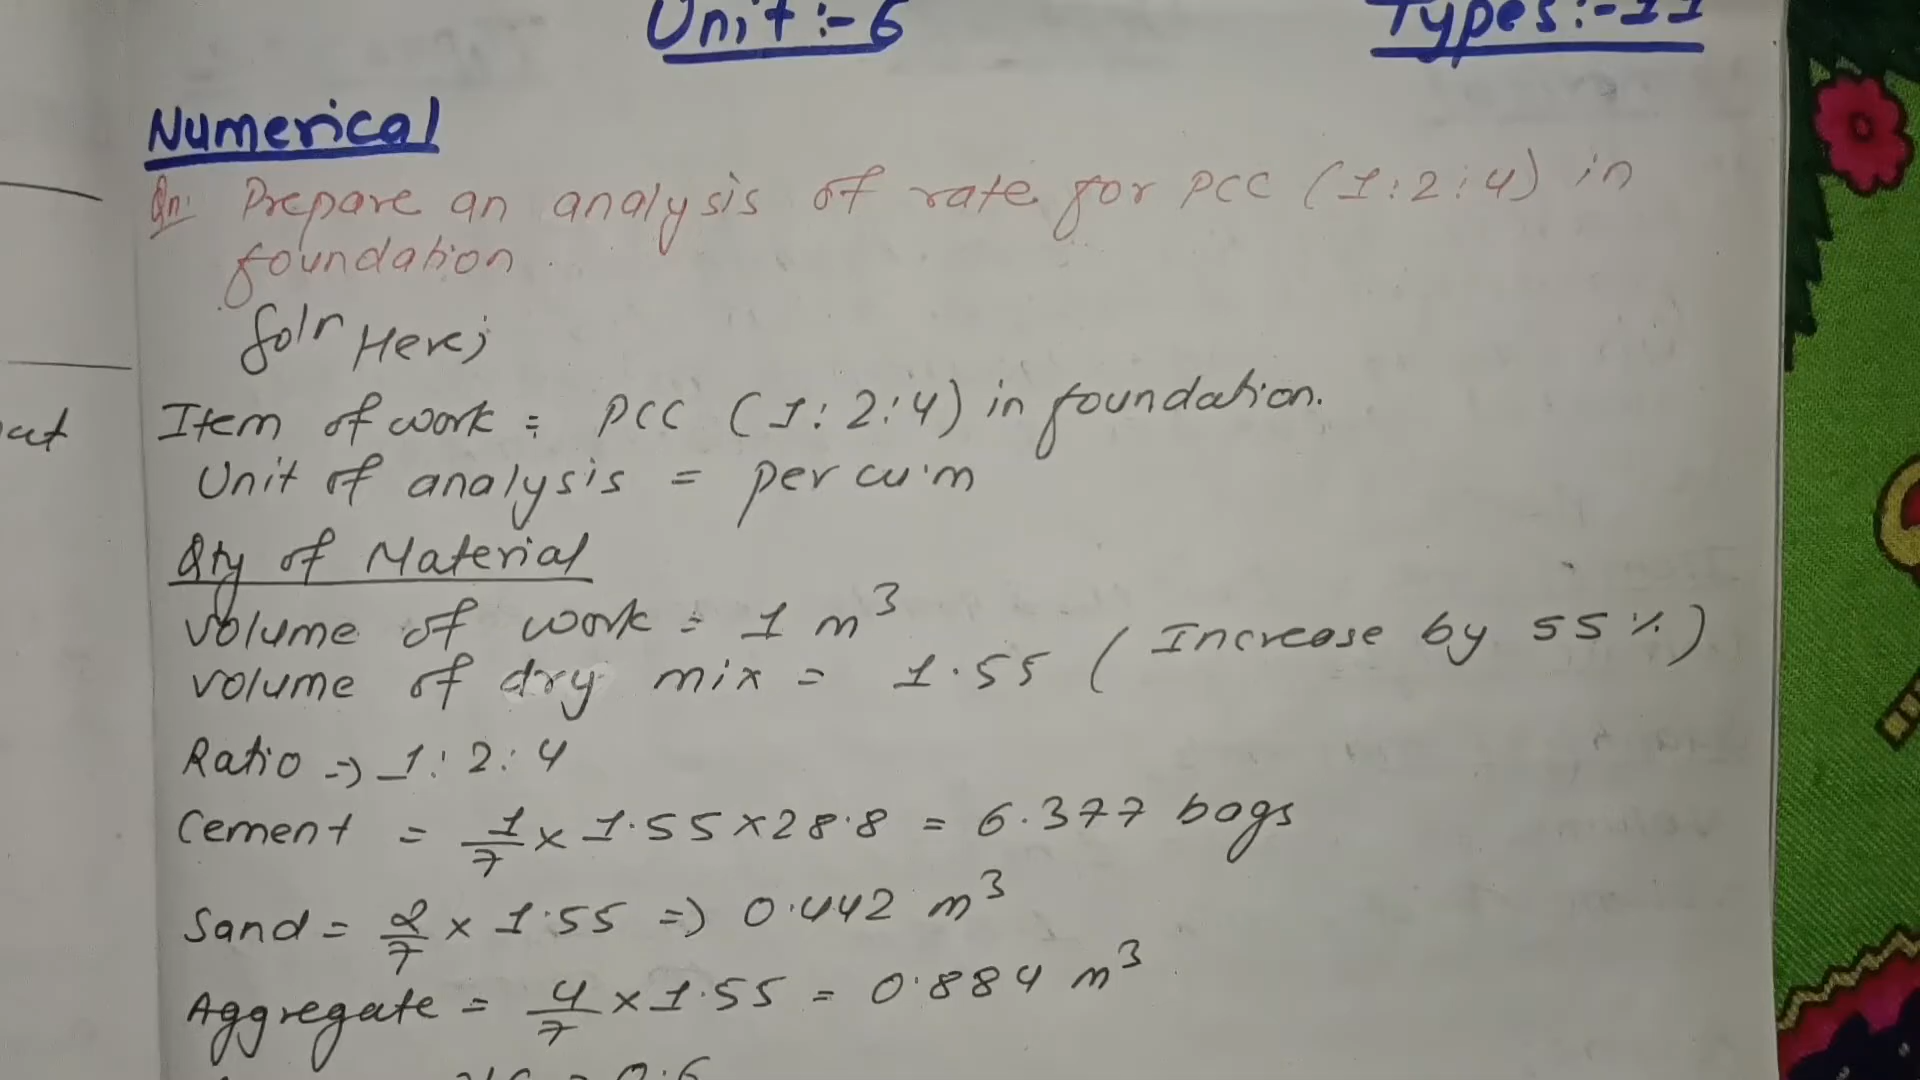 Unit:-6
Types:-11
Numerical
Qn: Prepare an analysis of rate for PCC (1:2:4) in
foundation.
Soln Here;
Item of work = PCC (1:2:4) in foundation.
Unit of analysis = per cu.m
Qty of Material
volume of work = 1 m³
volume of dry mix = 1.55 (Increase by 55%)
Ratio => 1:2:4
Cement = 1/7 x 1.55 x 28.8 = 6.377 bags
Sand = 2/7 x 1.55 => 0.442 m³
Aggregate = 4/7 x 1.55 = 0.884 m³
= 0.6